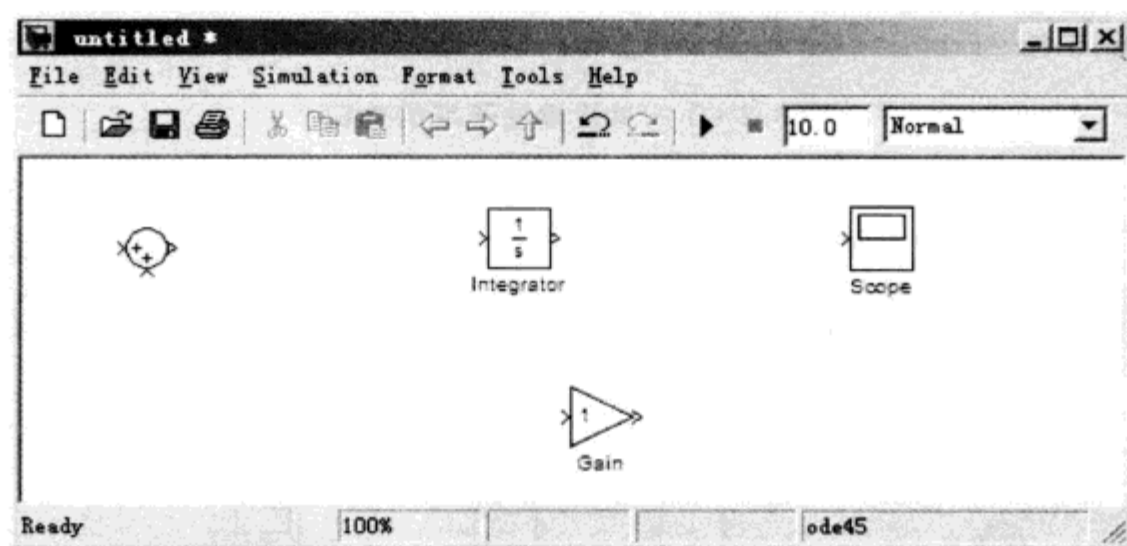 untitled *
File Edit View Simulation Format Tools Help
10.0 Normal
++
1
s
Integrator
Scope
1
Gain
Ready 100% ode45